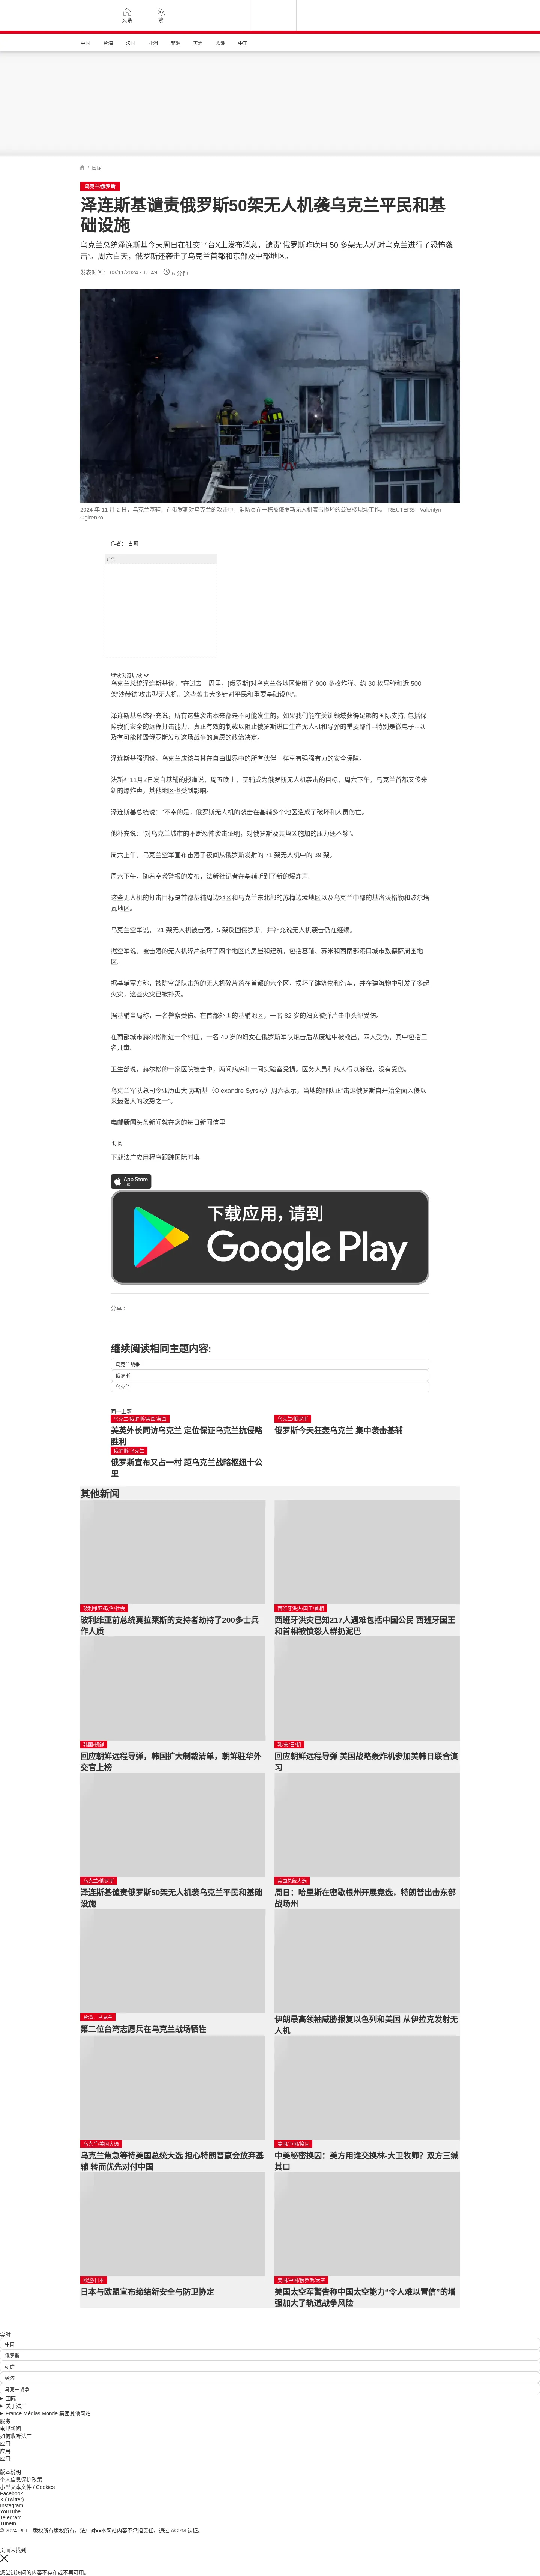 头条
繁
中国 台海 法国 亚洲 非洲 美洲 欧洲 中东
/ 国际
乌克兰/俄罗斯
泽连斯基谴责俄罗斯50架无人机袭乌克兰平民和基
础设施
乌克兰总统泽连斯基今天周日在社交平台X上发布消息，谴责“俄罗斯昨晚用 50 多架无人机对乌克兰进行了恐怖袭
击”。周六白天，俄罗斯还袭击了乌克兰首都和东部及中部地区。
发表时间： 03/11/2024 - 15:49 6 分钟
2024 年 11 月 2 日，乌克兰基辅，在俄罗斯对乌克兰的攻击中，消防员在一栋被俄罗斯无人机袭击损坏的公寓楼现场工作。 REUTERS - Valentyn
Ogirenko
作者： 古莉
广告
继续浏览后续
乌克兰总统泽连斯基说，“在过去一周里，[俄罗斯]对乌克兰各地区使用了 900 多枚炸弹、约 30 枚导弹和近 500
架‘沙赫德’攻击型无人机。这些袭击大多针对平民和重要基础设施”。
乌克兰总统补充说，所有这些袭击本来都是不可能发生的，如果我们能在关键领域获得足够的国际支持, 包括保
障我们安全的远程打击能力、真正有效的制裁以阻止俄罗斯进口生产无人机和导弹的重要部件--特别是微电子--以
及有可能摧毁俄罗斯发动这场战争的意愿的政治决定。
泽连斯基强调说，乌克兰应该与其在自由世界中的所有伙伴一样享有强强有力的安全保障。
法新社11月2日发自基辅的报道说，周五晚上，基辅成为俄罗斯无人机袭击的目标，周六下午，乌克兰首都又传来
新的爆炸声，其他地区也受到影响。
泽连斯基总统说：“不幸的是，俄罗斯无人机的袭击在基辅多个地区造成了破坏和人员伤亡。
他补充说：“对乌克兰城市的不断恐怖袭击证明，对俄罗斯及其帮凶施加的压力还不够”。
周六上午，乌克兰空军宣布击落了夜间从俄罗斯发射的 71 架无人机中的 39 架。
周六下午，随着空袭警报的发布，法新社记者在基辅听到了新的爆炸声。
这些无人机的打击目标是首都基辅周边地区和乌克兰东北部的苏梅边境地区以及乌克兰中部的基洛沃格勒和波尔塔
瓦地区。
乌克兰空军说， 21 架无人机被击落，5 架反回俄罗斯，并补充说无人机袭击仍在继续。
据空军说，被击落的无人机碎片损坏了四个地区的房屋和建筑，包括基辅、苏米和西南部港口城市敖德萨周围地
区。
据基辅军方称，被防空部队击落的无人机碎片落在首都的六个区，损坏了建筑物和汽车，并在建筑物中引发了多起
火灾，这些火灾已被扑灭。
据基辅当局称，一名警察受伤。在首都外围的基辅地区，一名 82 岁的妇女被弹片击中头部受伤。
在南部城市赫尔松附近一个村庄，一名 40 岁的妇女在俄罗斯军队炮击后从废墟中被救出，四人受伤，其中包括三
名儿童。
卫生部说，赫尔松的一家医院被击中，两间病房和一间实验室受损。医务人员和病人得以躲避，没有受伤。
乌克兰军队总司令亚历山大·苏斯基（Olexandre Syrsky）周六表示，当地的部队正“击退俄罗斯自开始全面入侵以
来最强大的攻势之一”。
电邮新闻头条新闻就在您的每日新闻信里
订阅
下载法广应用程序跟踪国际时事
App Store
下载
下载应用，请到
Google Play
分享 :
继续阅读相同主题内容:
乌克兰战争
俄罗斯
乌克兰
同一主题
乌克兰/俄罗斯/美国/英国
美英外长同访乌克兰 定位保证乌克兰抗侵略
胜利
乌克兰/俄罗斯
俄罗斯今天狂轰乌克兰 集中袭击基辅
俄罗斯/乌克兰
俄罗斯宣布又占一村 距乌克兰战略枢纽十公
里
其他新闻
玻利维亚/政治/社会
玻利维亚前总统莫拉莱斯的支持者劫持了200多士兵
作人质
西班牙洪灾/国王/首相
西班牙洪灾已知217人遇难包括中国公民 西班牙国王
和首相被愤怒人群扔泥巴
韩国/朝鲜
回应朝鲜远程导弹，韩国扩大制裁清单，朝鲜驻华外
交官上榜
韩/美/日/朝
回应朝鲜远程导弹 美国战略轰炸机参加美韩日联合演
习
乌克兰/俄罗斯
泽连斯基谴责俄罗斯50架无人机袭乌克兰平民和基础
设施
美国总统大选
周日：哈里斯在密歇根州开展竞选，特朗普出击东部
战场州
台湾、乌克兰
第二位台湾志愿兵在乌克兰战场牺牲
伊朗最高领袖威胁报复以色列和美国 从伊拉克发射无
人机
乌克兰/美国大选
乌克兰焦急等待美国总统大选 担心特朗普赢会放弃基
辅 转而优先对付中国
美国/中国/换囚
中美秘密换囚：美方用谁交换林-大卫牧师？双方三缄
其口
欧盟/日本
日本与欧盟宣布缔结新安全与防卫协定
美国/中国/俄罗斯/太空
美国太空军警告称中国太空能力“令人难以置信”的增
强加大了轨道战争风险
实时
中国
俄罗斯
朝鲜
经济
乌克兰战争
国际
关于法广
France Médias Monde 集团其他网站
服务
电邮新闻
如何收听法广
应用
应用
应用
版本说明
个人信息保护政策
小型文本文件 / Cookies
Facebook
X (Twitter)
Instagram
YouTube
Telegram
TuneIn
© 2024 RFI – 版权所有版权所有。法广对非本网站内容不承担责任。通过 ACPM 认证。
页面未找到
您尝试访问的内容不存在或不再可用。